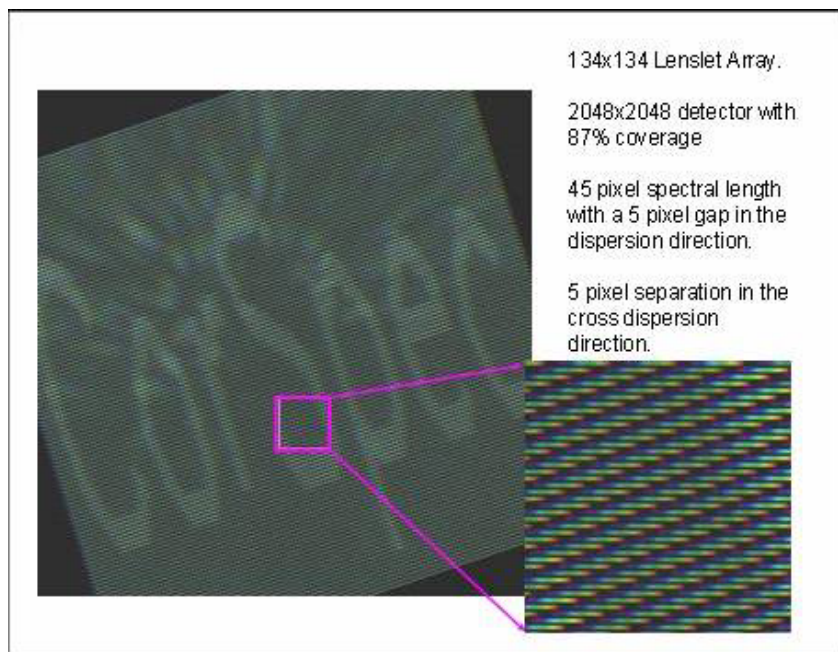 CorSpec
134x134 Lenslet Array.
2048x2048 detector with
87% coverage
45 pixel spectral length
with a 5 pixel gap in the
dispersion direction.
5 pixel separation in the
cross dispersion
direction.